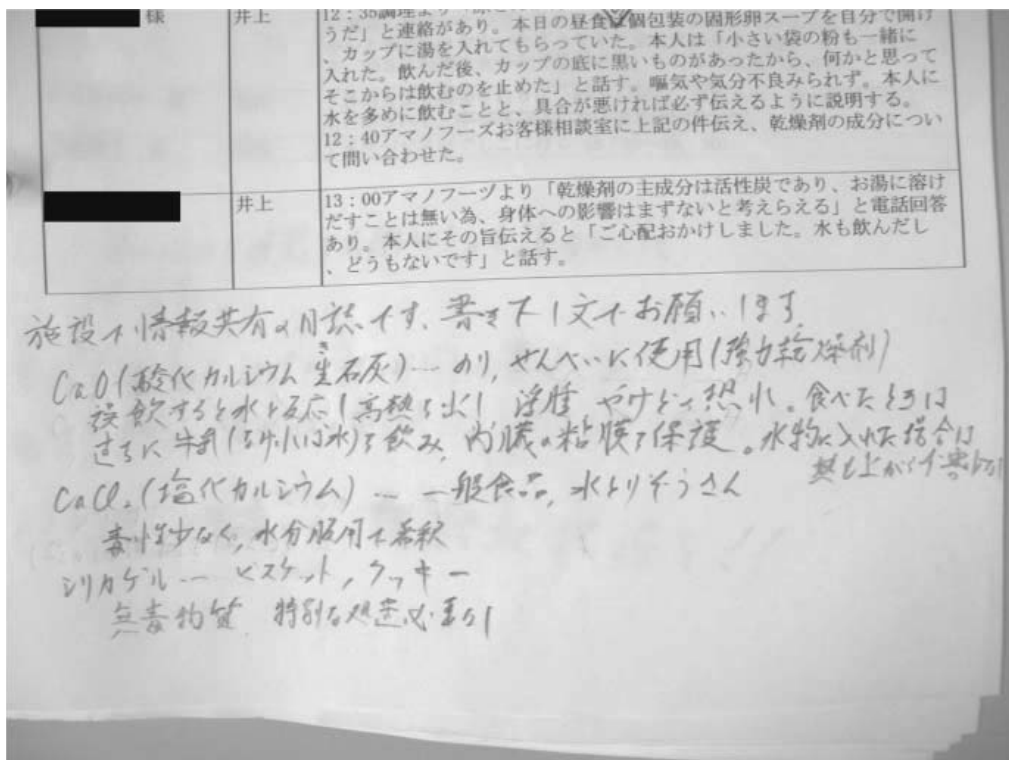 様 井上 12:35調理より
うだ」と連絡があり。本日の昼食は個包装の固形卵スープを自分で開け
、カップに湯を入れてもらっていた。本人は「小さい袋の粉も一緒に
入れた。飲んだ後、カップの底に黒いものがあったから、何かと思って
そこからは飲むのを止めた」と話す。嘔気や気分不良みられず。本人に
水を多めに飲むことと、具合が悪ければ必ず伝えるように説明する。
12:40アマノフーズお客様相談室に上記の件伝え、乾燥剤の成分につい
て問い合わせた。
井上 13:00アマノフーヅより「乾燥剤の主成分は活性炭であり、お湯に溶け
だすことは無い為、身体への影響はまずないと考えらえる」と電話回答
あり。本人にその旨伝えると「ご心配おかけしました。水も飲んだし
、どうもないです」と話す。
施設で情報共有の日誌です、書き下し文でお願いします
CaO(酸化カルシウム 生石灰)… のり, せんべいに使用(強力乾燥剤)
き
誤飲すると水と反応し高熱を出し 浮腫 やけどの恐れ。食べたときは
直ちに牛乳(なければ水)を飲み, 内臓の粘膜を保護。水物に入れた場合は
CaCl₂(塩化カルシウム)… 一般食品, 水とりぞうさん
毒性少なく, 水分服用で希釈
シリカゲル… ビスケット, クッキー
無毒物質 特別な処置必要なし